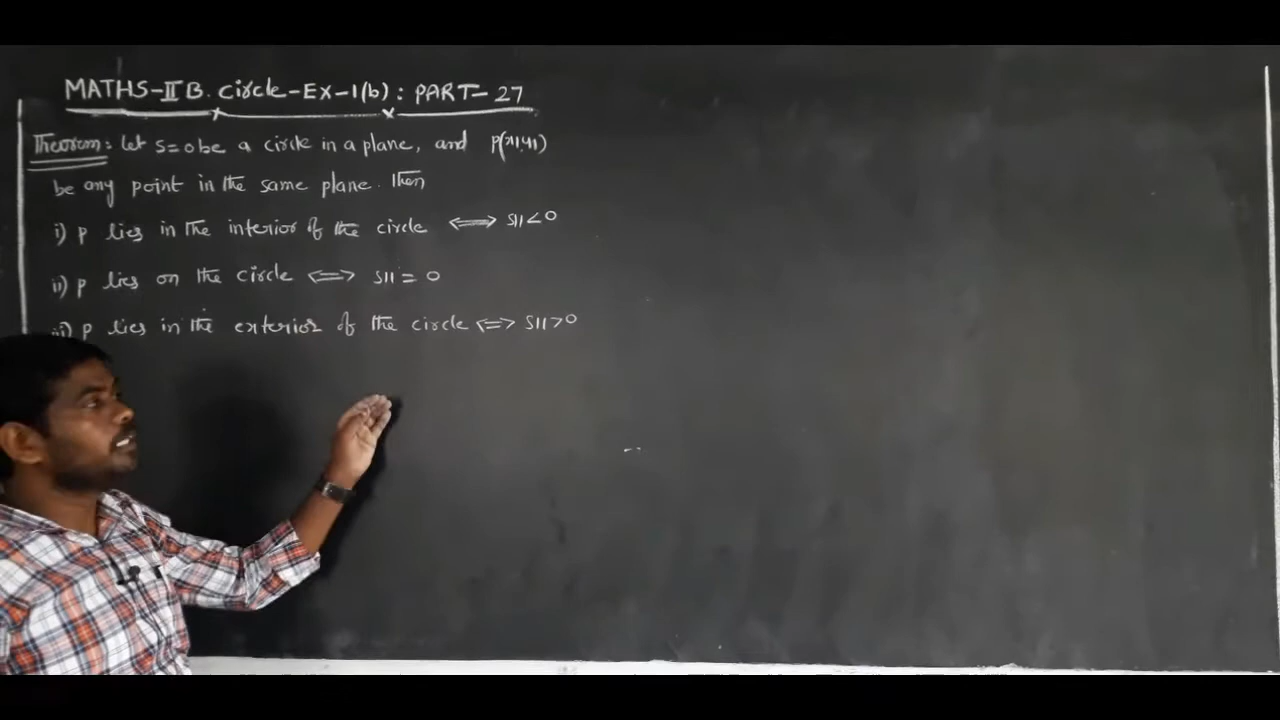 MATHS-II B. Circle-EX-1(b): PART-27
Theorem: let S=0 be a circle in a plane, and P(x1,y1)
be any point in the same plane. Then
i) P lies in the interior of the circle ⟺ S11<0
ii) P lies on the circle ⟺ S11 = 0
iii) P lies in the exterior of the circle ⟺ S11>0